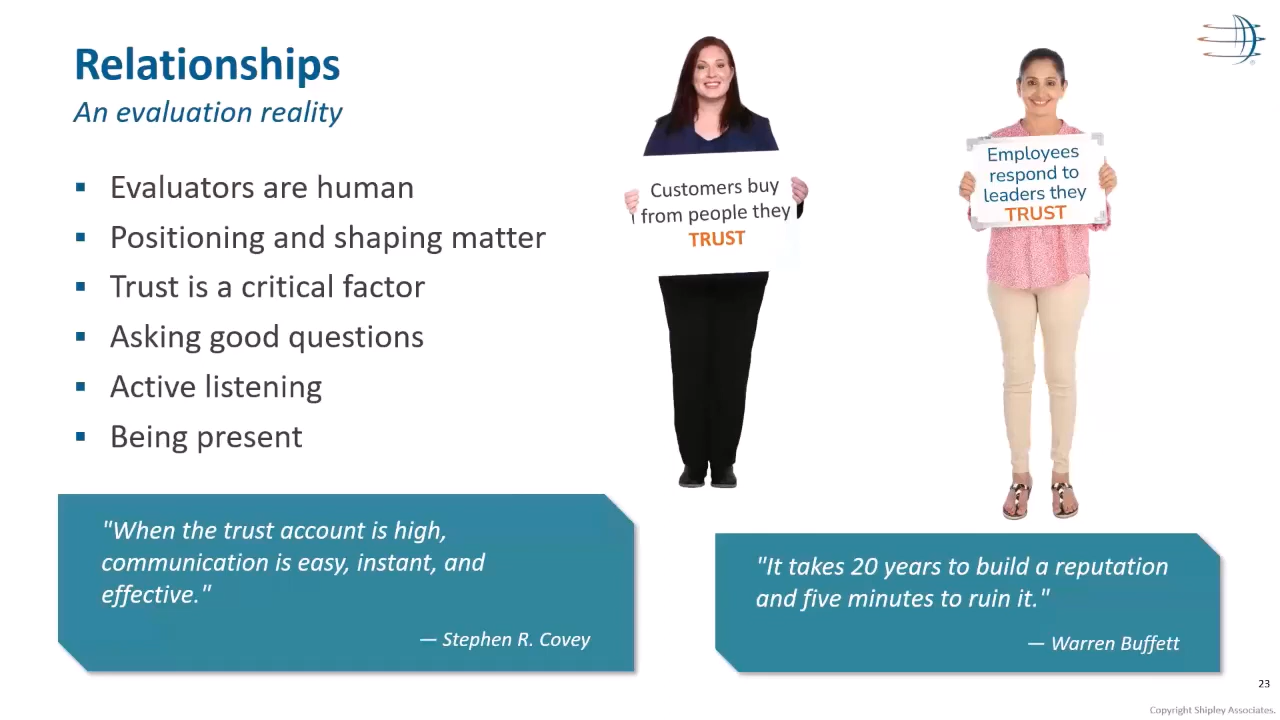 Relationships
An evaluation reality
▪ Evaluators are human
▪ Positioning and shaping matter
▪ Trust is a critical factor
▪ Asking good questions
▪ Active listening
▪ Being present
Customers buy
from people they
TRUST
Employees
respond to
leaders they
TRUST
"When the trust account is high,
communication is easy, instant, and
effective."
— Stephen R. Covey
"It takes 20 years to build a reputation
and five minutes to ruin it."
— Warren Buffett
23
Copyright Shipley Associates.